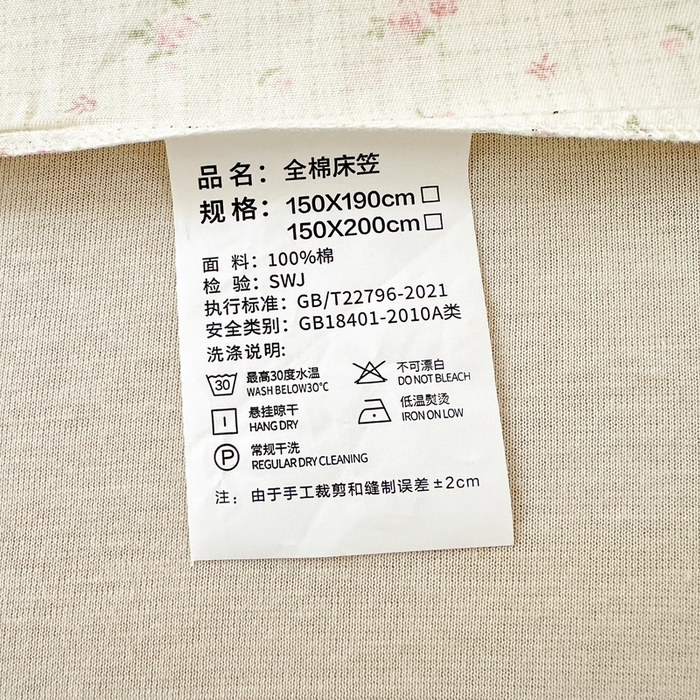 品名：全棉床笠
规格：150X190cm□
150X200cm□
面料：100%棉
检验：SWJ
执行标准：GB/T22796-2021
安全类别：GB18401-2010A类
洗涤说明：
30 最高30度水温 不可漂白
WASH BELOW30°C DO NOT BLEACH
悬挂晾干 低温熨烫
HANG DRY IRON ON LOW
P 常规干洗
REGULAR DRY CLEANING
注：由于手工裁剪和缝制误差±2cm